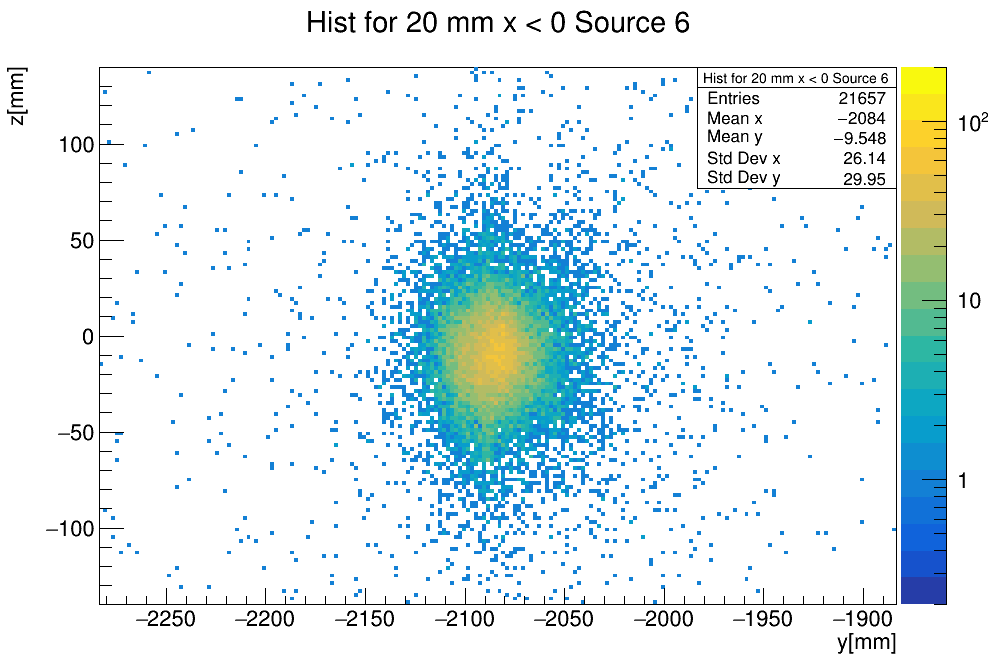 Hist for 20 mm x < 0 Source 6
z[mm]
Hist for 20 mm x < 0 Source 6
Entries 21657
Mean x −2084
Mean y −9.548
Std Dev x 26.14
Std Dev y 29.95
100
50
0
−50
−100
10²
10
1
−2250 −2200 −2150 −2100 −2050 −2000 −1950 −1900
y[mm]